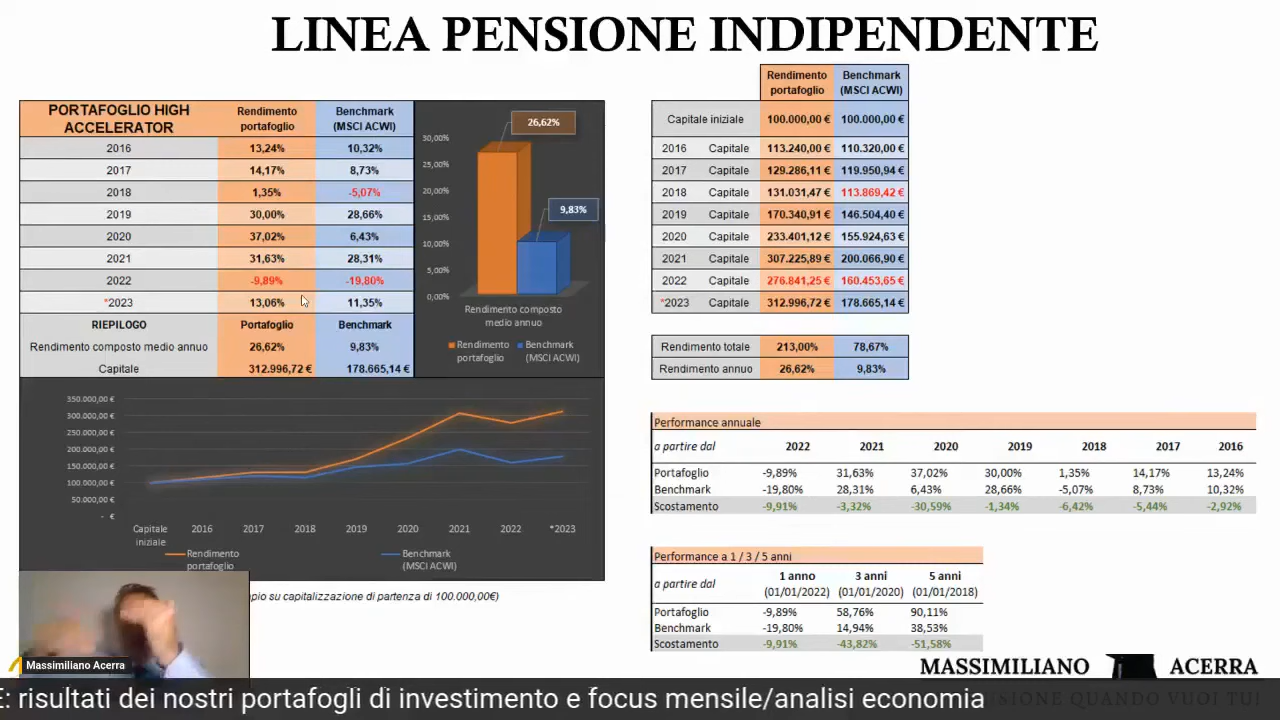 LINEA PENSIONE INDIPENDENTE
PORTAFOGLIO HIGH ACCELERATOR Rendimento portafoglio Benchmark (MSCI ACWI)
2016 13,24% 10,32%
2017 14,17% 8,73%
2018 1,35% -5,07%
2019 30,00% 28,66%
2020 37,02% 6,43%
2021 31,63% 28,31%
2022 -9,89% -19,80%
*2023 13,06% 11,35%
RIEPILOGO Portafoglio Benchmark
Rendimento composto medio annuo 26,62% 9,83%
Capitale 312.996,72 € 178.665,14 €
26,62%
9,83%
30,00%
25,00%
20,00%
15,00%
10,00%
5,00%
0,00%
Rendimento composto
medio annuo
Rendimento portafoglio Benchmark (MSCI ACWI)
350.000,00 €
300.000,00 €
250.000,00 €
200.000,00 €
150.000,00 €
100.000,00 €
50.000,00 €
- €
Capitale iniziale 2016 2017 2018 2019 2020 2021 2022 *2023
Rendimento portafoglio Benchmark (MSCI ACWI)
su capitalizzazione di partenza di 100.000,00€)
Rendimento portafoglio Benchmark (MSCI ACWI)
Capitale iniziale 100.000,00 € 100.000,00 €
2016 Capitale 113.240,00 € 110.320,00 €
2017 Capitale 129.286,11 € 119.950,94 €
2018 Capitale 131.031,47 € 113.869,42 €
2019 Capitale 170.340,91 € 146.504,40 €
2020 Capitale 233.401,12 € 155.924,63 €
2021 Capitale 307.225,89 € 200.066,90 €
2022 Capitale 276.841,25 € 160.453,65 €
*2023 Capitale 312.996,72 € 178.665,14 €
Rendimento totale 213,00% 78,67%
Rendimento annuo 26,62% 9,83%
Performance annuale
a partire dal 2022 2021 2020 2019 2018 2017 2016
Portafoglio -9,89% 31,63% 37,02% 30,00% 1,35% 14,17% 13,24%
Benchmark -19,80% 28,31% 6,43% 28,66% -5,07% 8,73% 10,32%
Scostamento -9,91% -3,32% -30,59% -1,34% -6,42% -5,44% -2,92%
Performance a 1 / 3 / 5 anni
a partire dal 1 anno (01/01/2022) 3 anni (01/01/2020) 5 anni (01/01/2018)
Portafoglio -9,89% 58,76% 90,11%
Benchmark -19,80% 14,94% 38,53%
Scostamento -9,91% -43,82% -51,58%
Massimiliano Acerra
MASSIMILIANO ACERRA
QUANDO VUOI TU!
E: risultati dei nostri portafogli di investimento e focus mensile/analisi economia